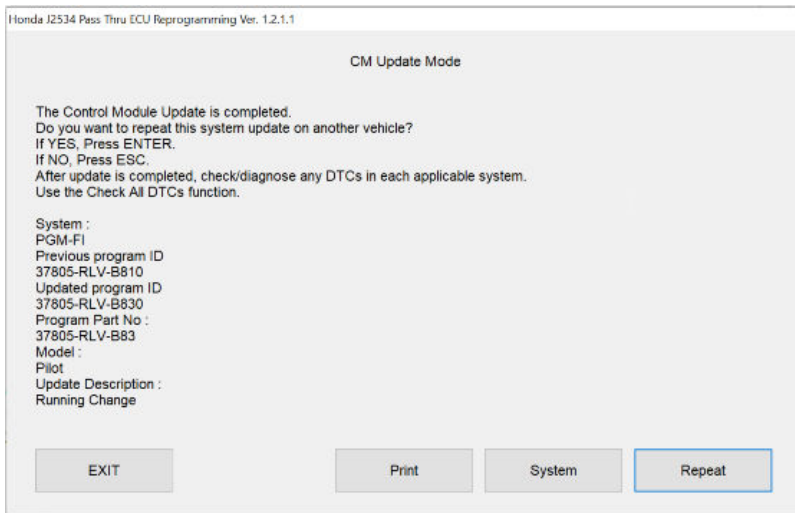 Honda J2534 Pass Thru ECU Reprogramming Ver. 1.2.1.1
CM Update Mode
The Control Module Update is completed.
Do you want to repeat this system update on another vehicle?
If YES, Press ENTER.
If NO, Press ESC.
After update is completed, check/diagnose any DTCs in each applicable system.
Use the Check All DTCs function.
System :
PGM-FI
Previous program ID
37805-RLV-B810
Updated program ID
37805-RLV-B830
Program Part No :
37805-RLV-B83
Model :
Pilot
Update Description :
Running Change
EXIT Print System Repeat